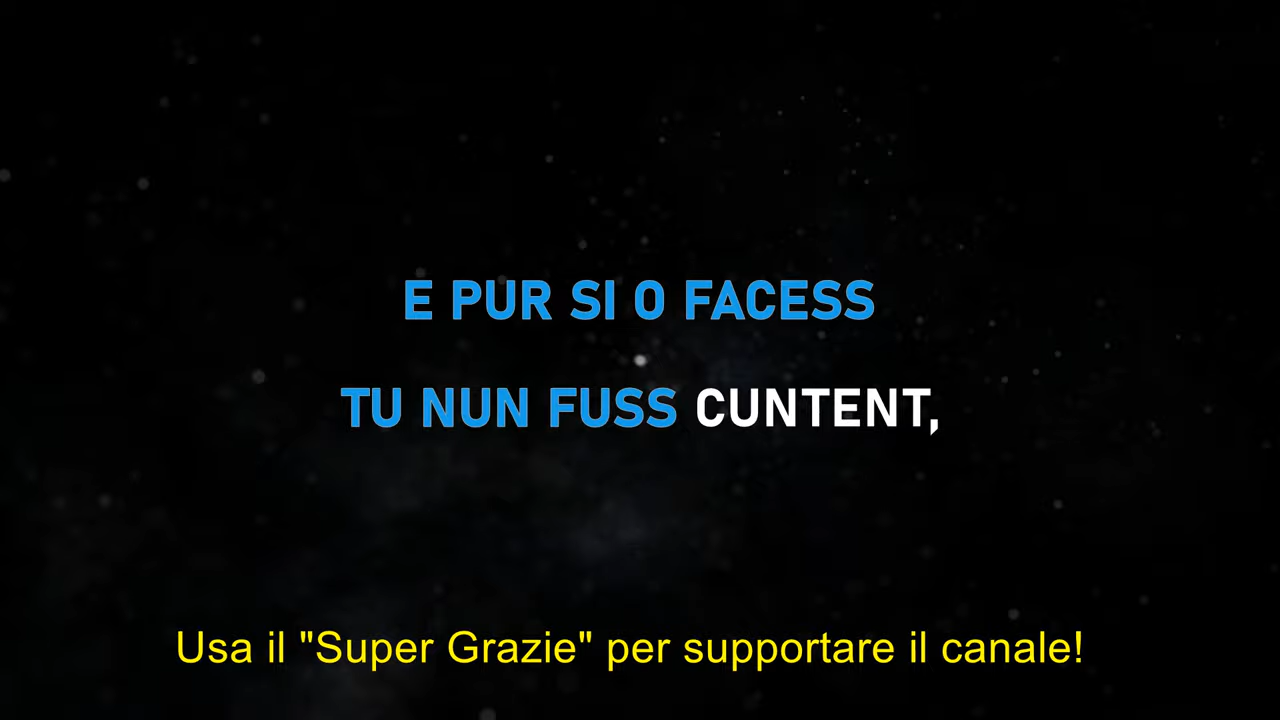 E PUR SI O FACESS
TU NUN FUSS CUNTENT,
Usa il "Super Grazie" per supportare il canale!